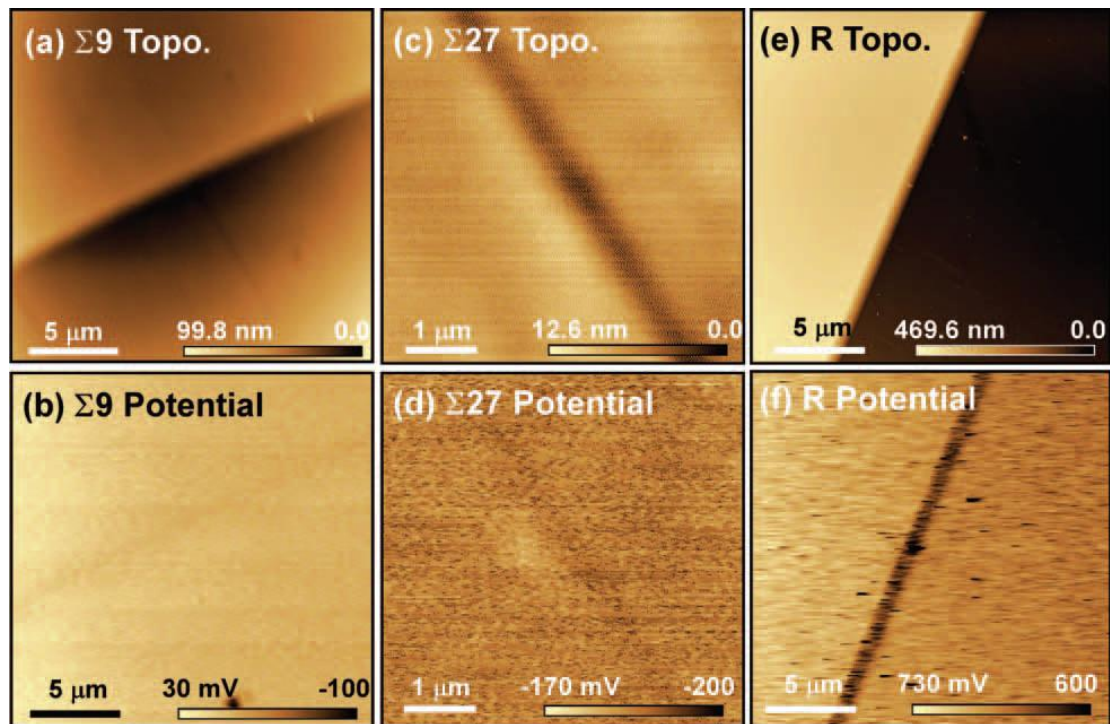 (a) Σ9 Topo.
5 μm 99.8 nm 0.0
(c) Σ27 Topo.
1 μm 12.6 nm 0.0
(e) R Topo.
5 μm 469.6 nm 0.0
(b) Σ9 Potential
5 μm 30 mV -100
(d) Σ27 Potential
1 μm -170 mV -200
(f) R Potential
5 μm 730 mV 600